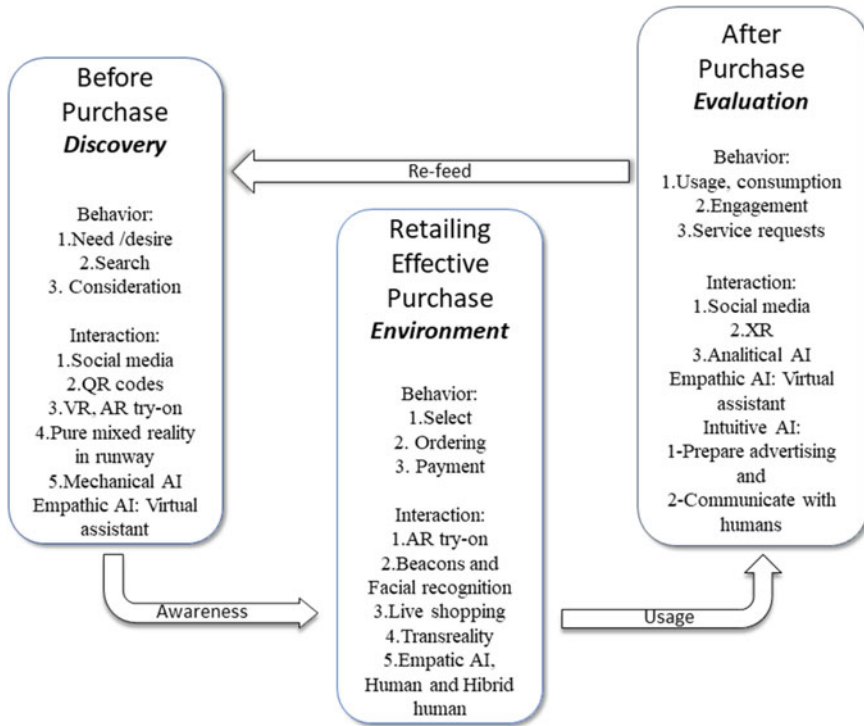 Before
Purchase
Discovery
Behavior:
1.Need /desire
2.Search
3. Consideration
Interaction:
1.Social media
2.QR codes
3.VR, AR try-on
4.Pure mixed reality
in runway
5.Mechanical AI
Empathic AI: Virtual
assistant
Awareness
Retailing
Effective
Purchase
Environment
Behavior:
1.Select
2. Ordering
3. Payment
Interaction:
1.AR try-on
2.Beacons and
Facial recognition
3.Live shopping
4.Transreality
5.Empatic AI,
Human and Hibrid
human
Usage
After
Purchase
Evaluation
Behavior:
1.Usage, consumption
2.Engagement
3.Service requests
Interaction:
1.Social media
2.XR
3.Analitical AI
Empathic AI: Virtual
assistant
Intuitive AI:
1-Prepare advertising
and
2-Communicate with
humans
Re-feed